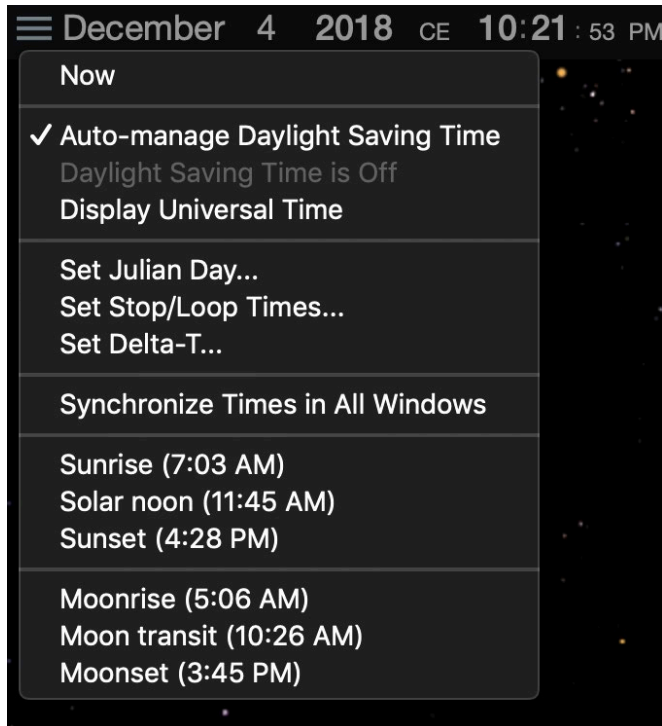 December 4 2018 CE 10:21:53 PM
Now
✓ Auto-manage Daylight Saving Time
Daylight Saving Time is Off
Display Universal Time
Set Julian Day...
Set Stop/Loop Times...
Set Delta-T...
Synchronize Times in All Windows
Sunrise (7:03 AM)
Solar noon (11:45 AM)
Sunset (4:28 PM)
Moonrise (5:06 AM)
Moon transit (10:26 AM)
Moonset (3:45 PM)